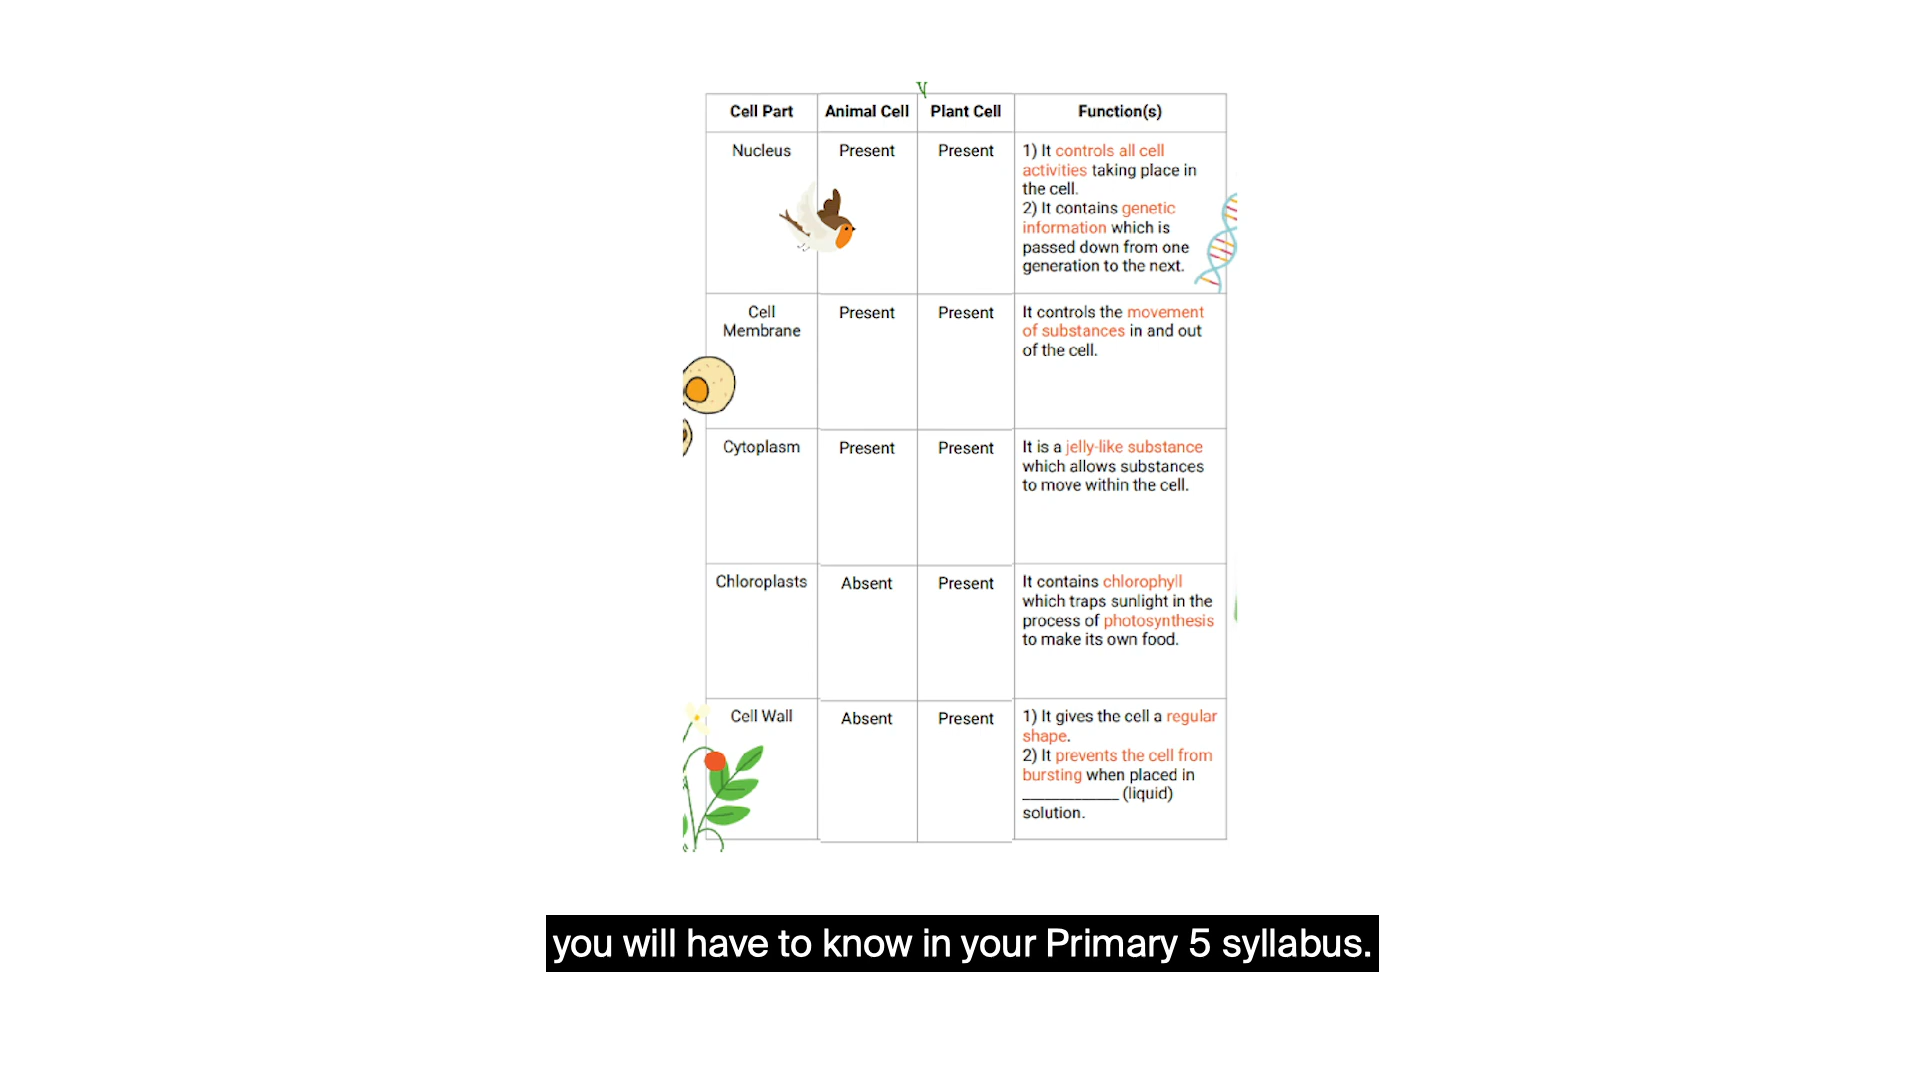 Cell Part Animal Cell Plant Cell Function(s)
Nucleus Present Present 1) It controls all cell
activities taking place in
the cell.
2) It contains genetic
information which is
passed down from one
generation to the next.
Cell Present Present It controls the movement
Membrane of substances in and out
of the cell.
Cytoplasm Present Present It is a jelly-like substance
which allows substances
to move within the cell.
Chloroplasts Absent Present It contains chlorophyll
which traps sunlight in the
process of photosynthesis
to make its own food.
Cell Wall Absent Present 1) It gives the cell a regular
shape.
2) It prevents the cell from
bursting when placed in
____________ (liquid)
solution.
you will have to know in your Primary 5 syllabus.